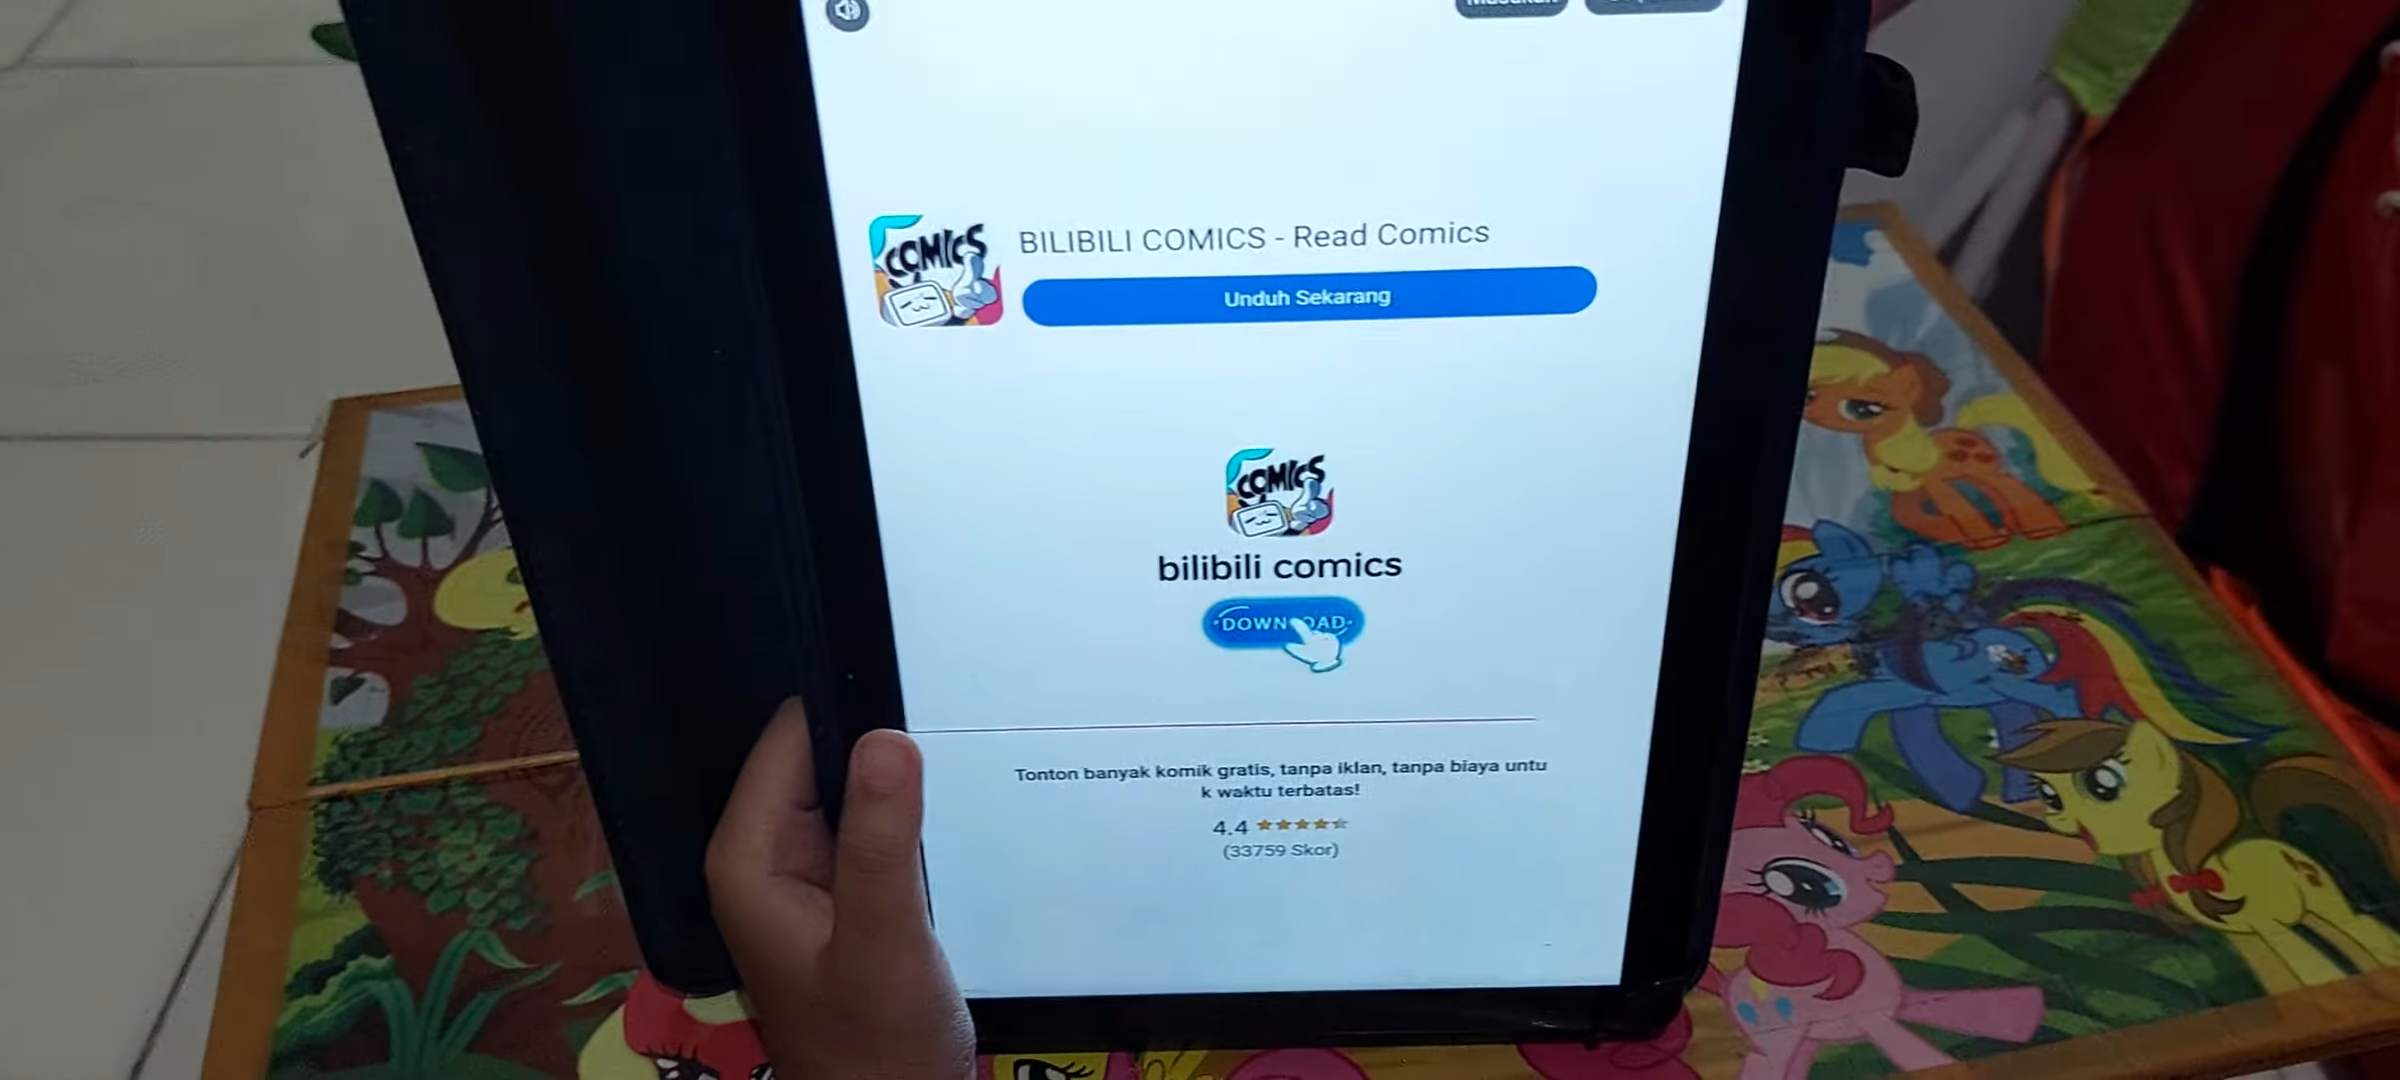 COMICS
BILIBILI COMICS - Read Comics
Unduh Sekarang
COMICS
bilibili comics
DOWNLOAD
Tonton banyak komik gratis, tanpa iklan, tanpa biaya untu
k waktu terbatas!
4.4
(33759 Skor)